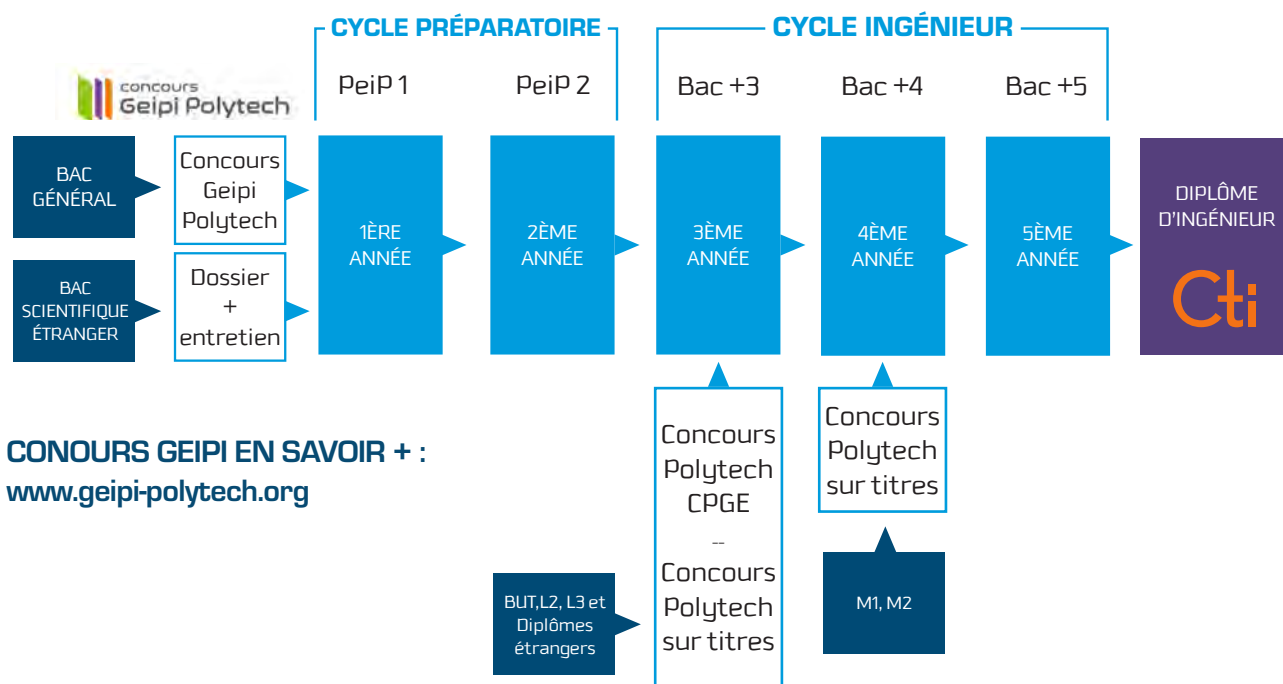 CYCLE PRÉPARATOIRE
CYCLE INGÉNIEUR
concours
Geipi Polytech
PeiP 1
PeiP 2
Bac +3
Bac +4
Bac +5
BAC
GÉNÉRAL
Concours
Geipi
Polytech
BAC
SCIENTIFIQUE
ÉTRANGER
Dossier
+
entretien
1ÈRE
ANNÉE
2ÈME
ANNÉE
3ÈME
ANNÉE
4ÈME
ANNÉE
5ÈME
ANNÉE
DIPLÔME
D'INGÉNIEUR
Cti
CONOURS GEIPI EN SAVOIR + :
www.geipi-polytech.org
Concours
Polytech
CPGE
--
Concours
Polytech
sur titres
BUT,L2, L3 et
Diplômes
étrangers
Concours
Polytech
sur titres
M1, M2